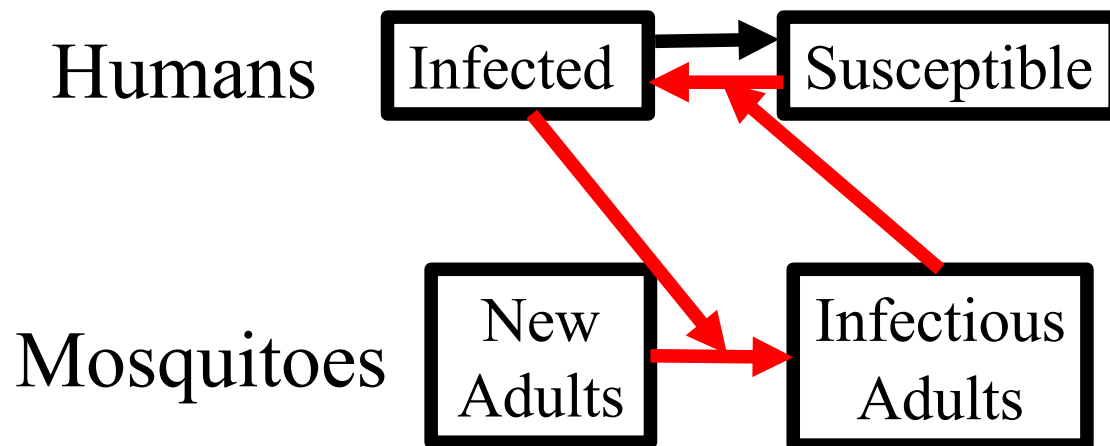 Humans
Infected
Susceptible
Mosquitoes
New
Adults
Infectious
Adults